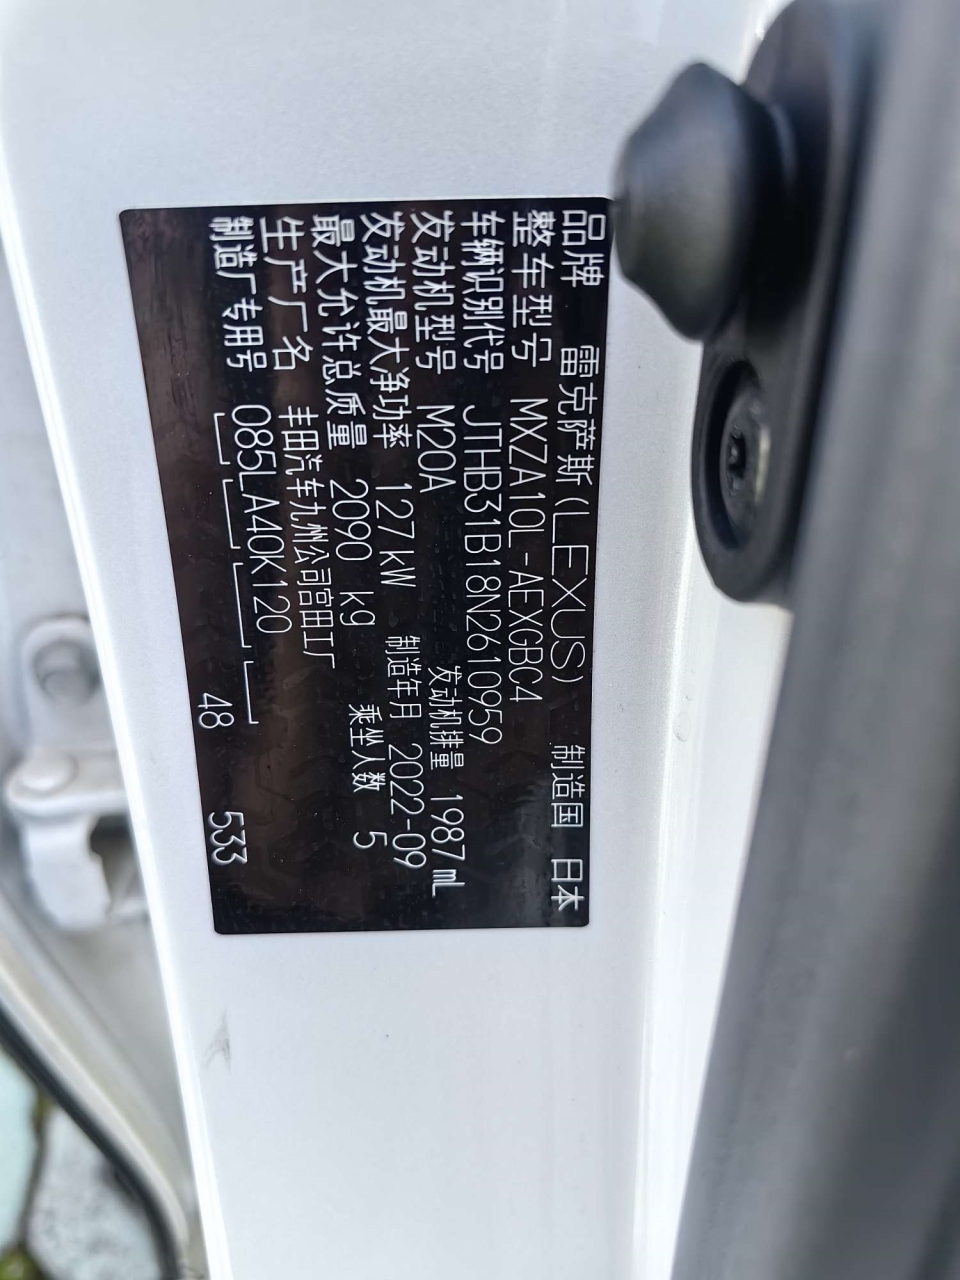 品牌 雷克萨斯(LEXUS) 制造国 日本
整车型号 MXZA10L-AEXGBC4
车辆识别代号 JTHB31B18N2610959
发动机型号 M20A 发动机排量 1987 mL
发动机最大净功率 127 kW 制造年月 2022-09
最大允许总质量 2090 kg 乘坐人数 5
生产厂名 丰田汽车九州公司宫田工厂
制造厂专用号 085LA40K120
48 533